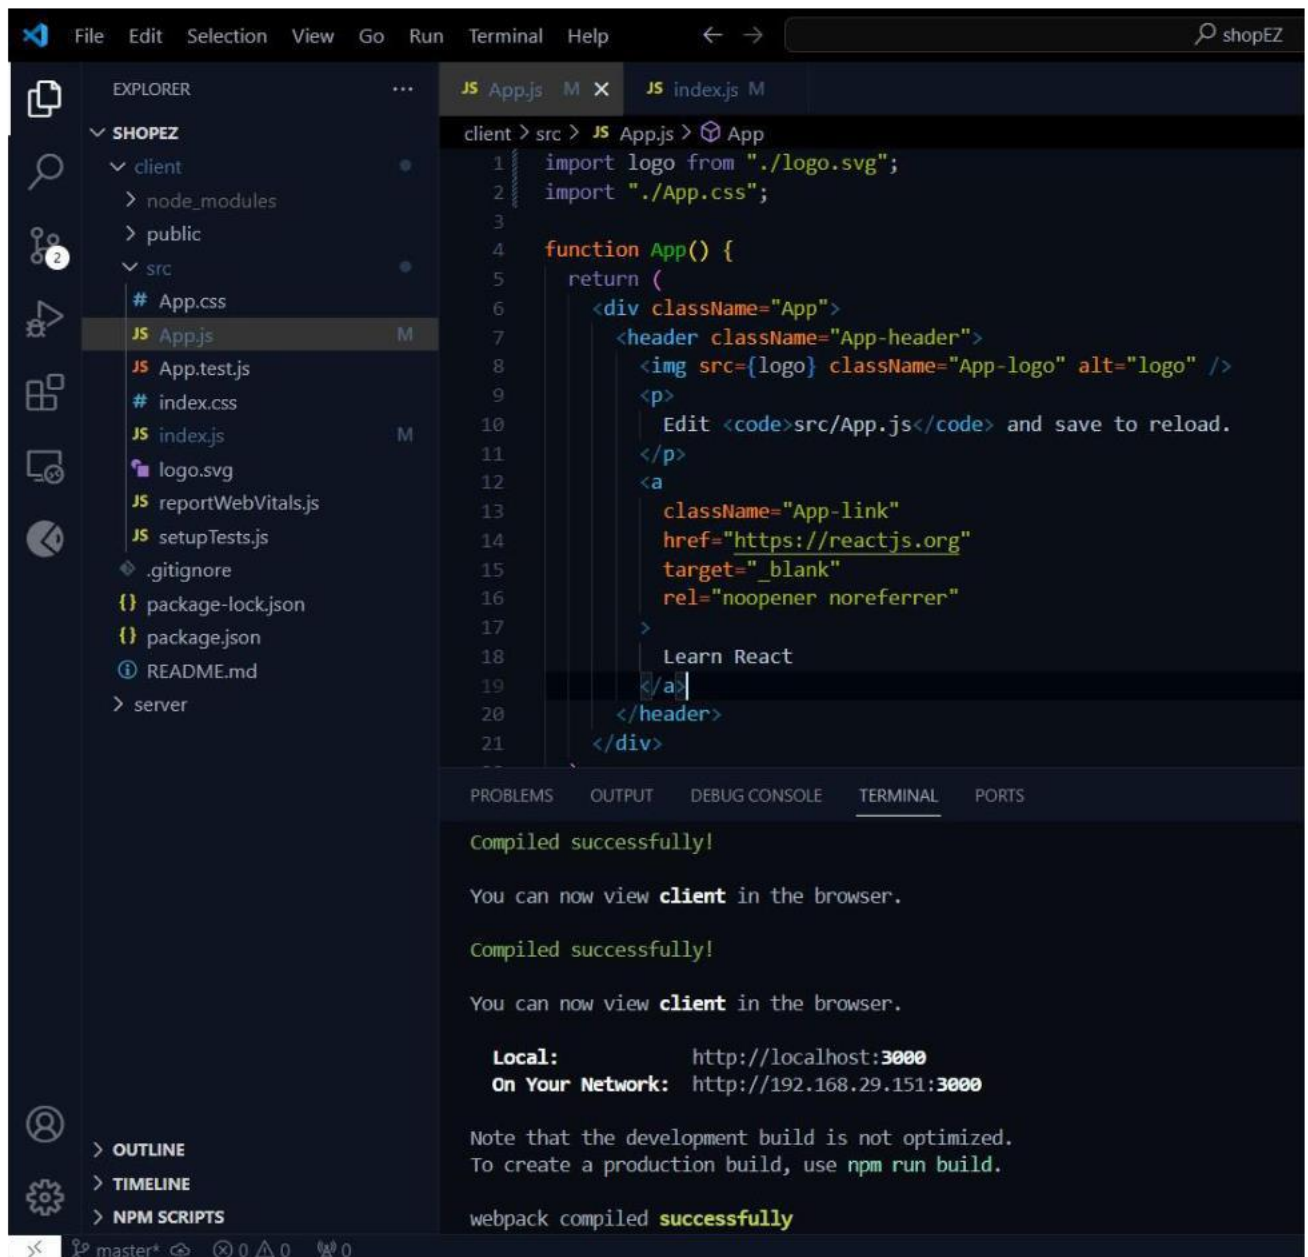 File Edit Selection View Go Run Terminal Help
shopEZ
EXPLORER
SHOPEZ
client
node_modules
public
src
# App.css
JS App.js M
JS App.test.js
# index.css
JS index.js M
logo.svg
JS reportWebVitals.js
JS setupTests.js
.gitignore
{} package-lock.json
{} package.json
README.md
server
OUTLINE
TIMELINE
NPM SCRIPTS
2
JS App.js M
JS index.js M
client > src > JS App.js > App
1 import logo from "./logo.svg";
2 import "./App.css";
3
4 function App() {
5 return (
6 <div className="App">
7 <header className="App-header">
8 <img src={logo} className="App-logo" alt="logo" />
9 <p>
10 Edit <code>src/App.js</code> and save to reload.
11 </p>
12 <a
13 className="App-link"
14 href="https://reactjs.org"
15 target="_blank"
16 rel="noopener noreferrer"
17 >
18 Learn React
19 </a>
20 </header>
21 </div>
PROBLEMS OUTPUT DEBUG CONSOLE TERMINAL PORTS
Compiled successfully!
You can now view client in the browser.
Compiled successfully!
You can now view client in the browser.
Local: http://localhost:3000
On Your Network: http://192.168.29.151:3000
Note that the development build is not optimized.
To create a production build, use npm run build.
webpack compiled successfully
master* 0 0 0